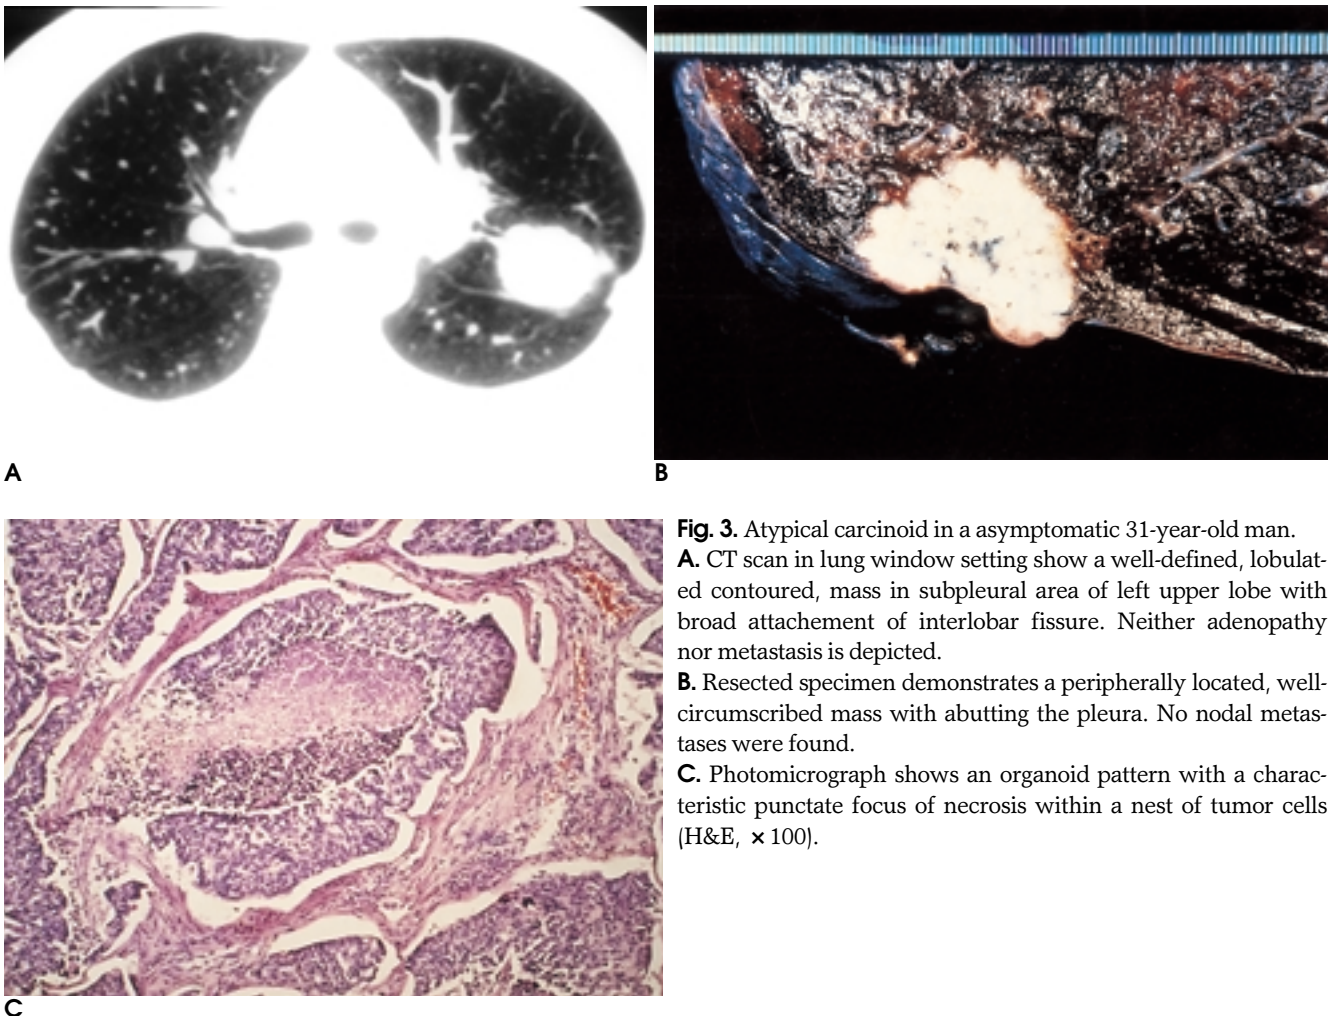 A
B
Fig. 3. Atypical carcinoid in a asymptomatic 31-year-old man.
A. CT scan in lung window setting show a well-defined, lobulat-
ed contoured, mass in subpleural area of left upper lobe with
broad attachement of interlobar fissure. Neither adenopathy
nor metastasis is depicted.
B. Resected specimen demonstrates a peripherally located, well-
circumscribed mass with abutting the pleura. No nodal metas-
tases were found.
C. Photomicrograph shows an organoid pattern with a charac-
teristic punctate focus of necrosis within a nest of tumor cells
(H&E, ×100).
C